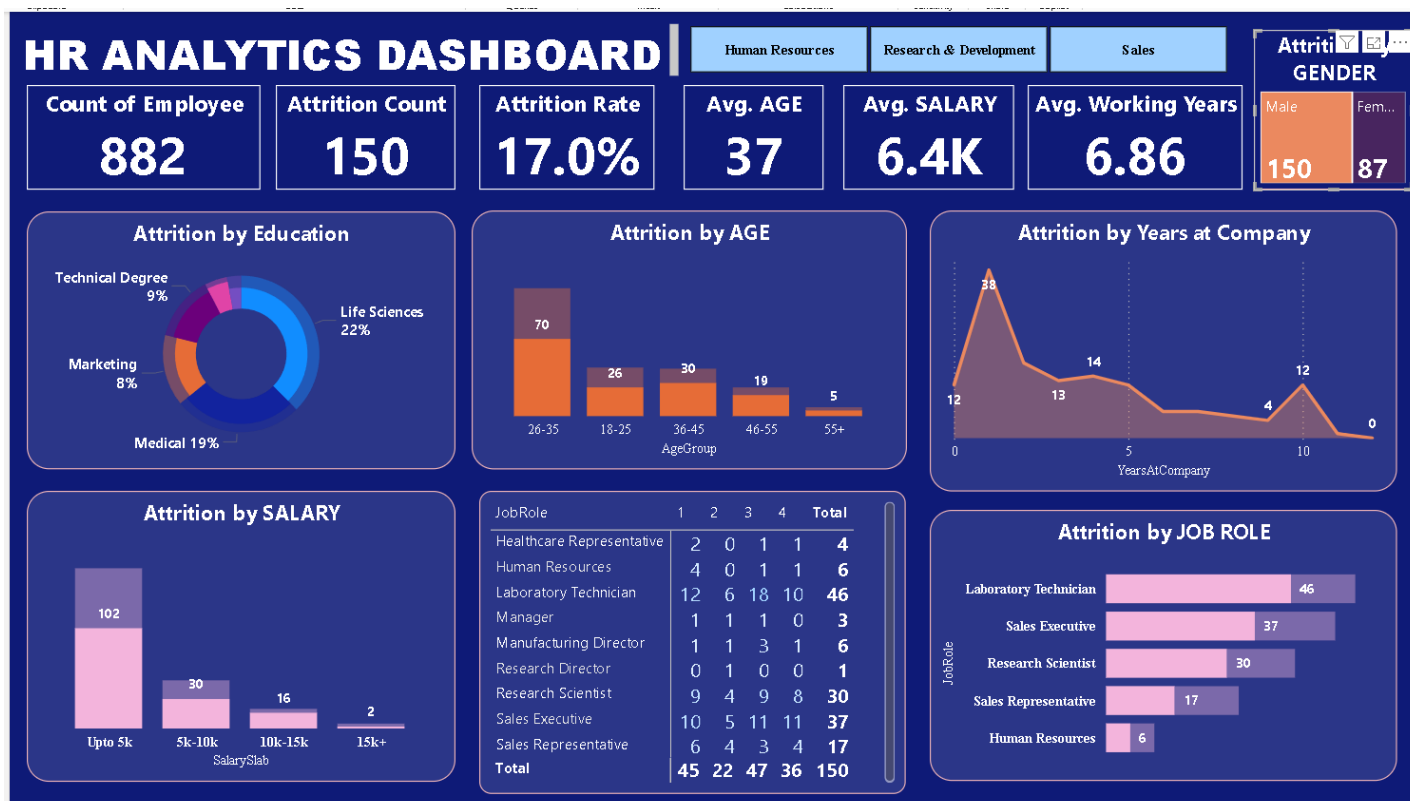 HR ANALYTICS DASHBOARD
Human Resources
Research & Development
Sales
GENDER
Male
Fem...
150
87
Count of Employee
882
Attrition Count
150
Attrition Rate
17.0%
Avg. AGE
37
Avg. SALARY
6.4K
Avg. Working Years
6.86
Attrition by Education
Technical Degree
9%
Life Sciences
22%
Marketing
8%
Medical 19%
Attrition by AGE
70
26
30
19
5
26-35
18-25
36-45
46-55
55+
AgeGroup
Attrition by Years at Company
38
12
13
14
12
4
0
0
5
10
YearsAtCompany
Attrition by SALARY
102
30
16
2
Upto 5k
5k-10k
10k-15k
15k+
SalarySlab
JobRole 1 2 3 4 Total
Healthcare Representative 2 0 1 1 4
Human Resources 4 0 1 1 6
Laboratory Technician 12 6 18 10 46
Manager 1 1 1 0 3
Manufacturing Director 1 1 3 1 6
Research Director 0 1 0 0 1
Research Scientist 9 4 9 8 30
Sales Executive 10 5 11 11 37
Sales Representative 6 4 3 4 17
Total 45 22 47 36 150
Attrition by JOB ROLE
JobRole
Laboratory Technician 46
Sales Executive 37
Research Scientist 30
Sales Representative 17
Human Resources 6